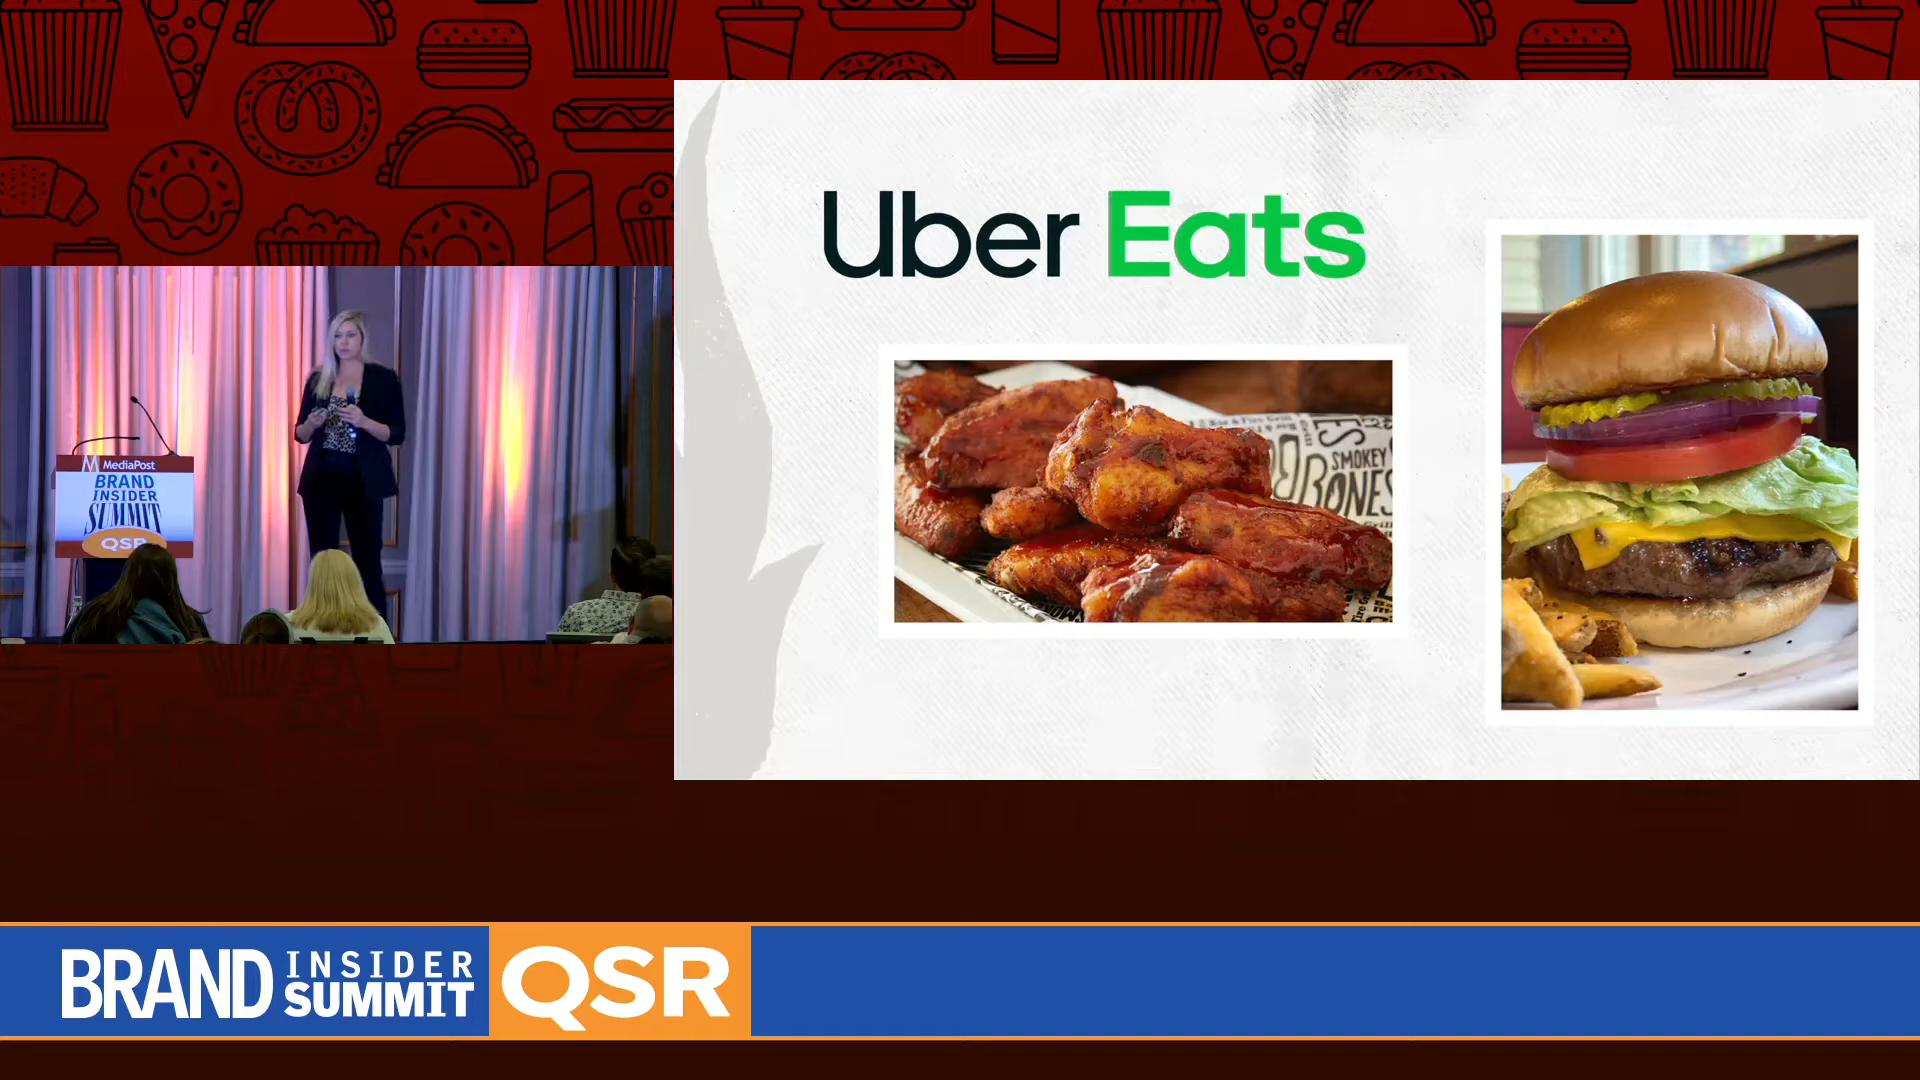 Uber Eats
SMOKEY
BONES
MediaPost
BRAND
INSIDER
SUMMIT
QSR
BRAND INSIDER SUMMIT QSR